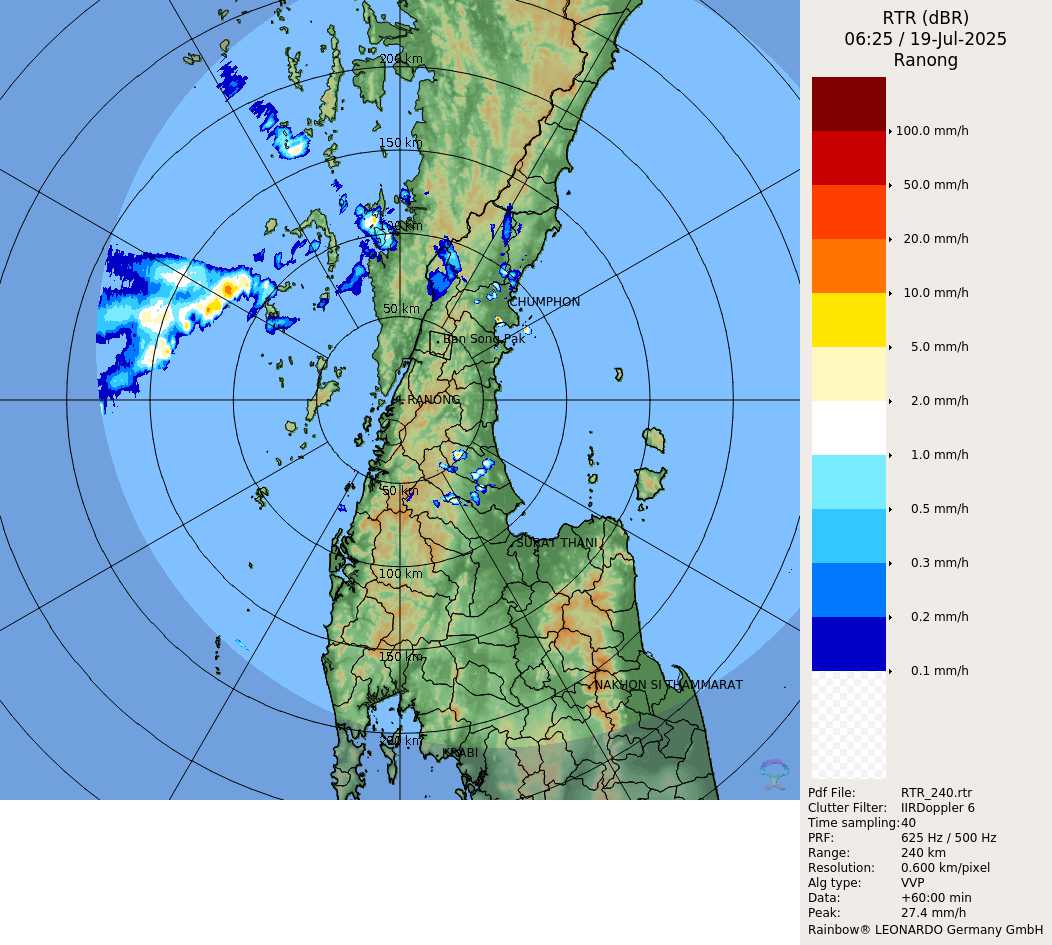 RTR (dBR)
06:25 / 19-Jul-2025
Ranong
100.0 mm/h
50.0 mm/h
20.0 mm/h
10.0 mm/h
5.0 mm/h
2.0 mm/h
1.0 mm/h
0.5 mm/h
0.3 mm/h
0.2 mm/h
0.1 mm/h
Pdf File: RTR_240.rtr
Clutter Filter: IIRDoppler 6
Time sampling: 40
PRF: 625 Hz / 500 Hz
Range: 240 km
Resolution: 0.600 km/pixel
Alg type: VVP
Data: +60:00 min
Peak: 27.4 mm/h
Rainbow® LEONARDO Germany GmbH
200 km
150 km
100 km
50 km
CHUMPHON
Ban Song Pak
RANONG
50 km
SURAT THANI
100 km
150 km
NAKHON SI THAMMARAT
200 km
KRABI